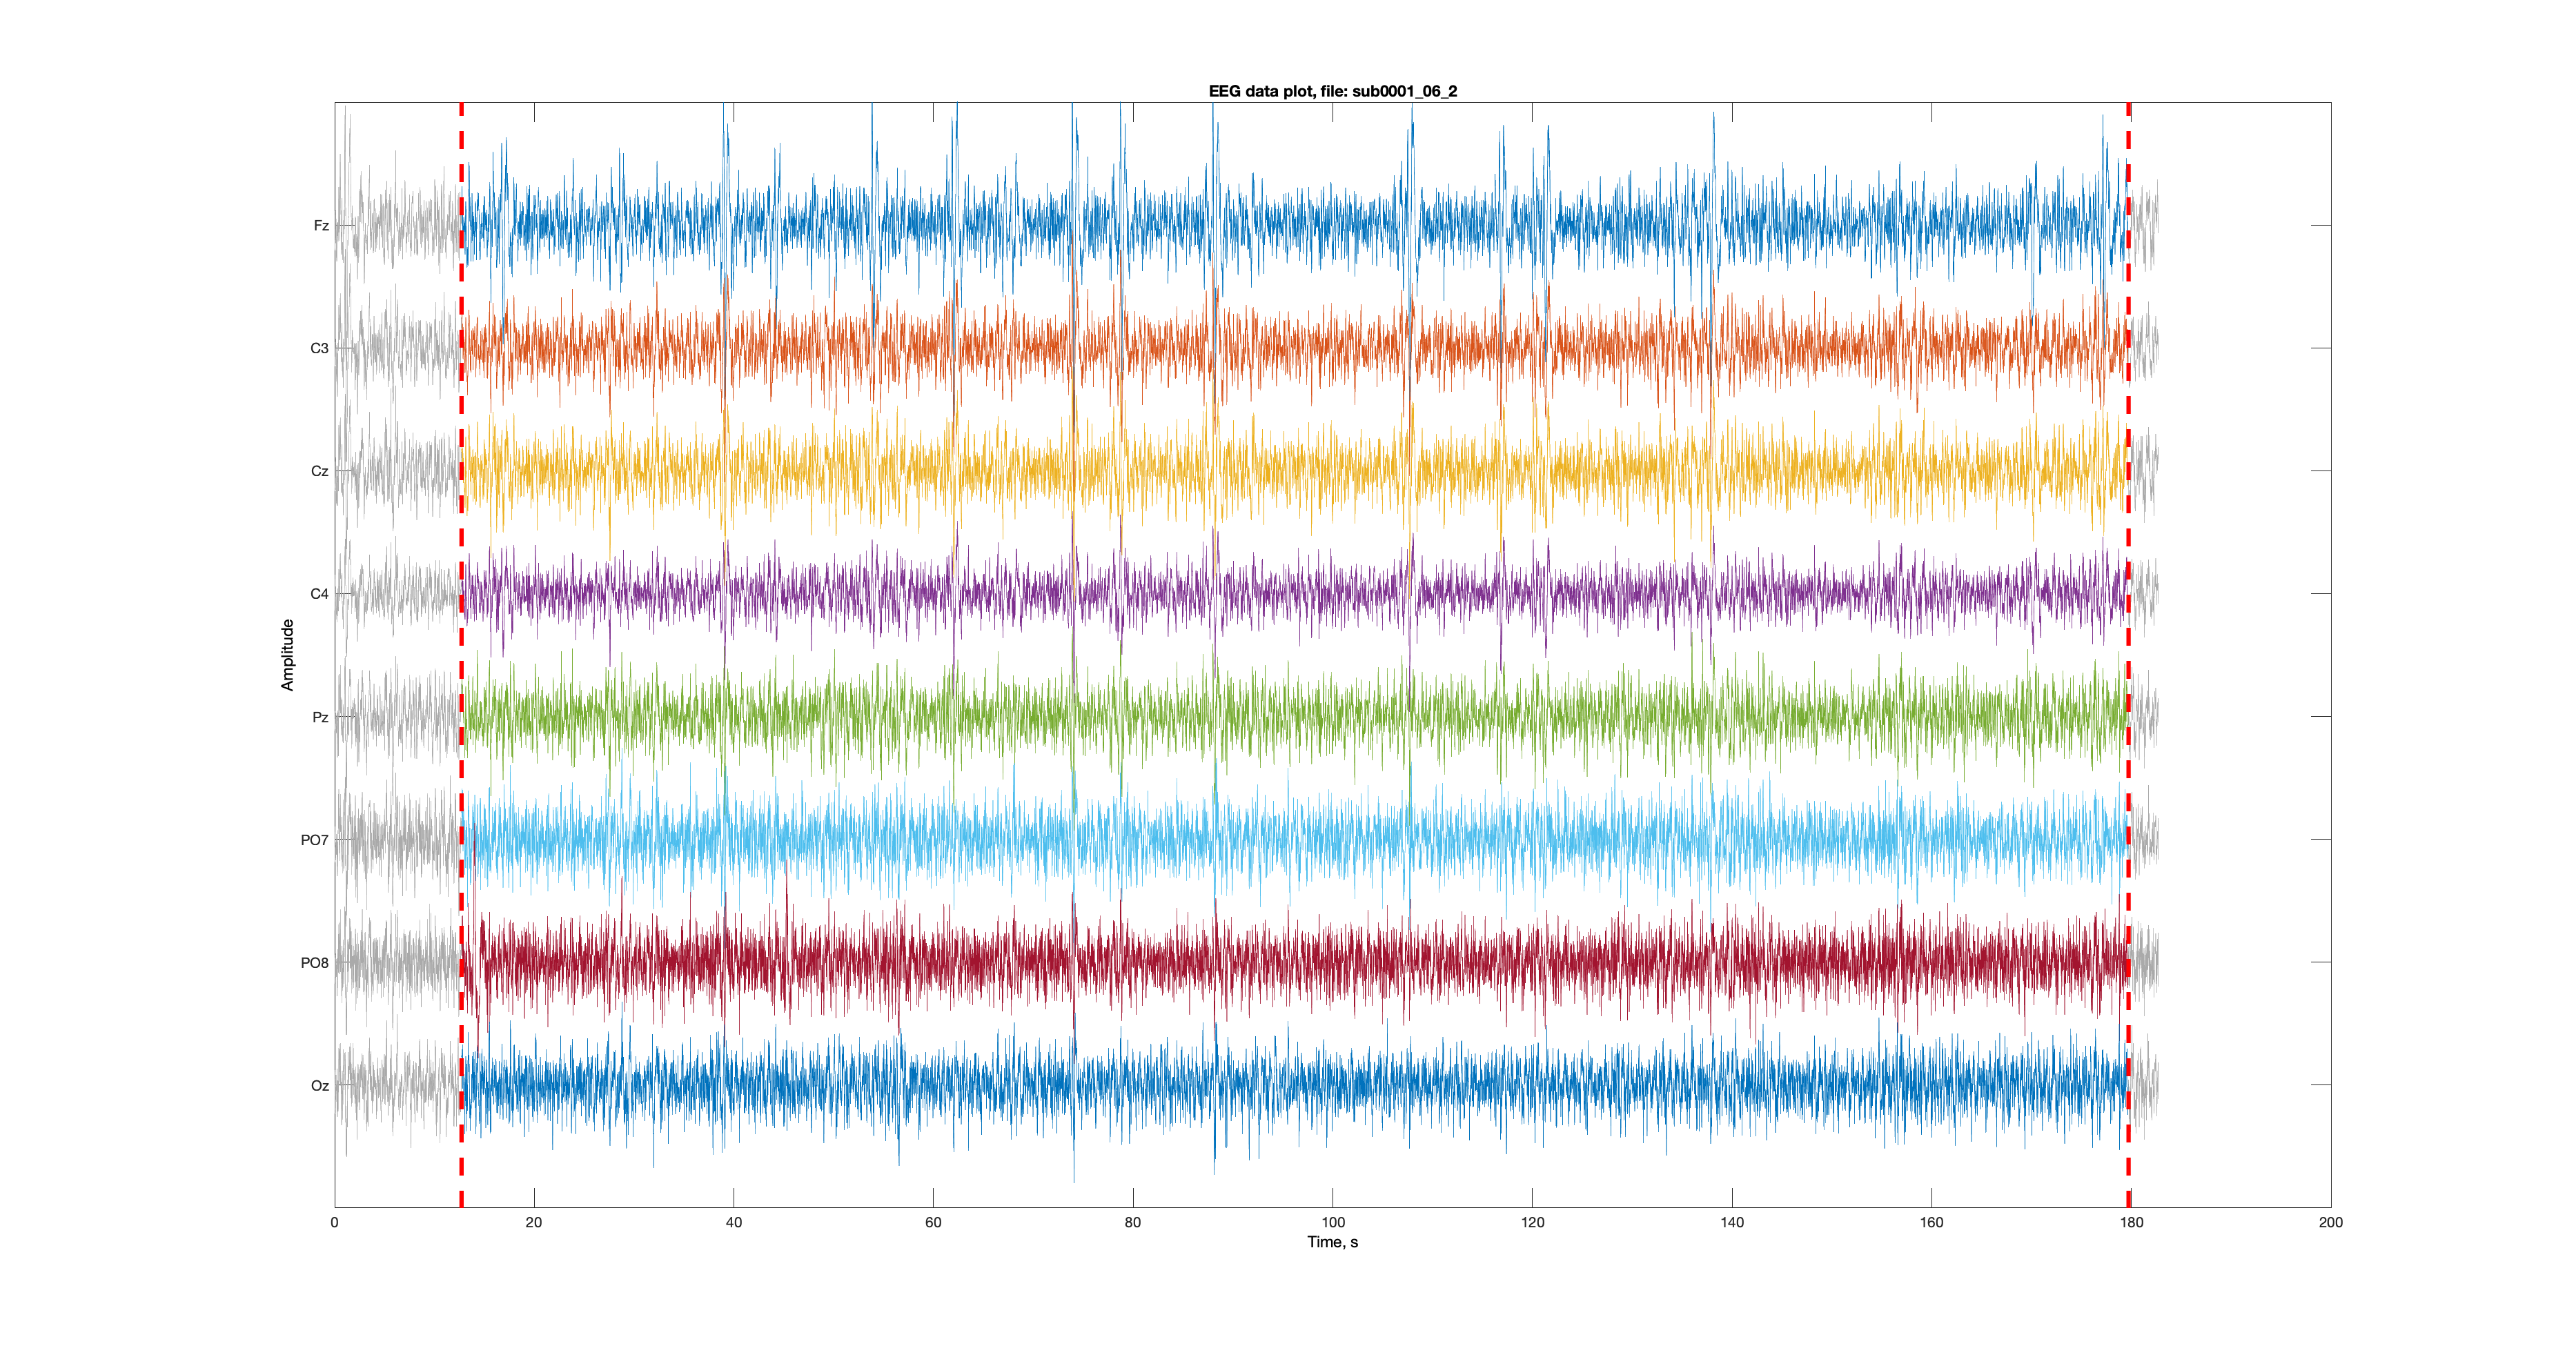 EEG data plot, file: sub0001_06_2
Fz
C3
Cz
C4
Pz
PO7
PO8
Oz
Amplitude
0 20 40 60 80 100 120 140 160 180 200
Time, s